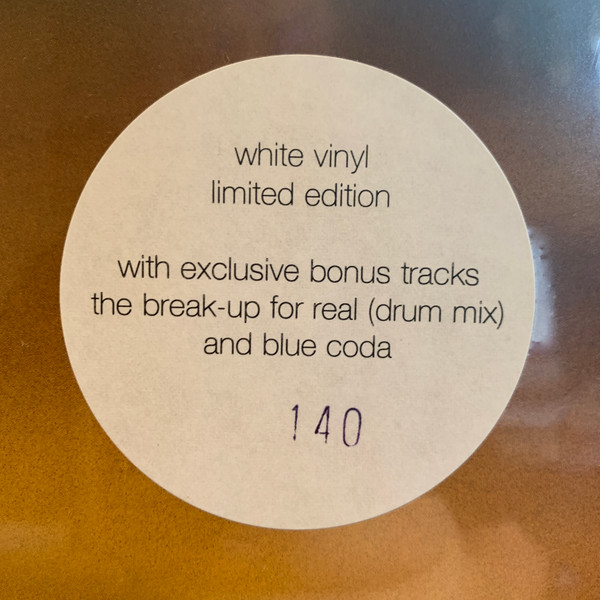 white vinyl
limited edition
with exclusive bonus tracks
the break-up for real (drum mix)
and blue coda
140